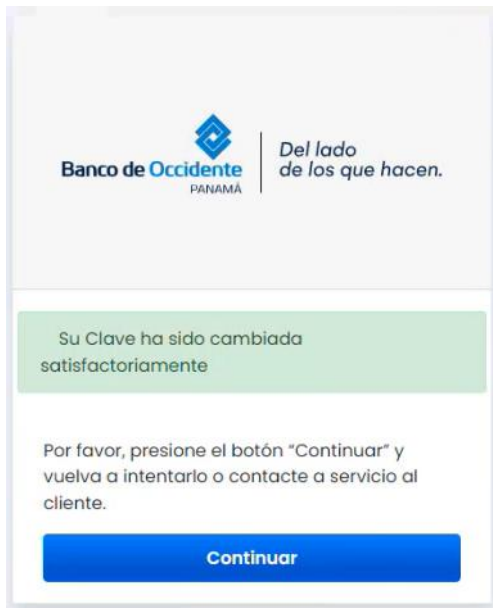 Banco de Occidente
PANAMÁ
Del lado
de los que hacen.
Su Clave ha sido cambiada
satisfactoriamente
Por favor, presione el botón "Continuar" y
vuelva a intentarlo o contacte a servicio al
cliente.
Continuar